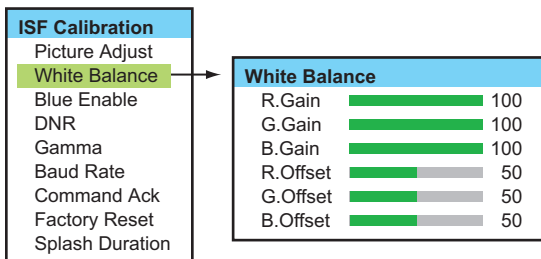 ISF Calibration
Picture Adjust
White Balance
Blue Enable
DNR
Gamma
Baud Rate
Command Ack
Factory Reset
Splash Duration
White Balance
R.Gain 100
G.Gain 100
B.Gain 100
R.Offset 50
G.Offset 50
B.Offset 50